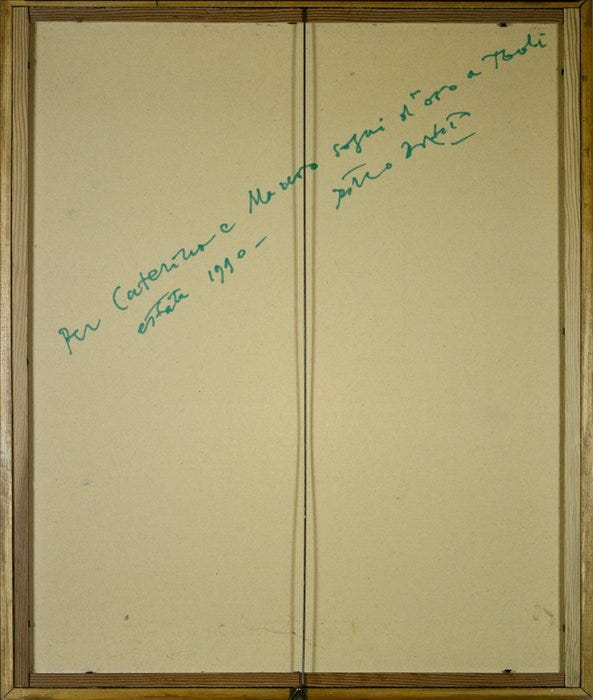 Per Caterina e Mauro sogni d'oro a Todi
estate 1990 -